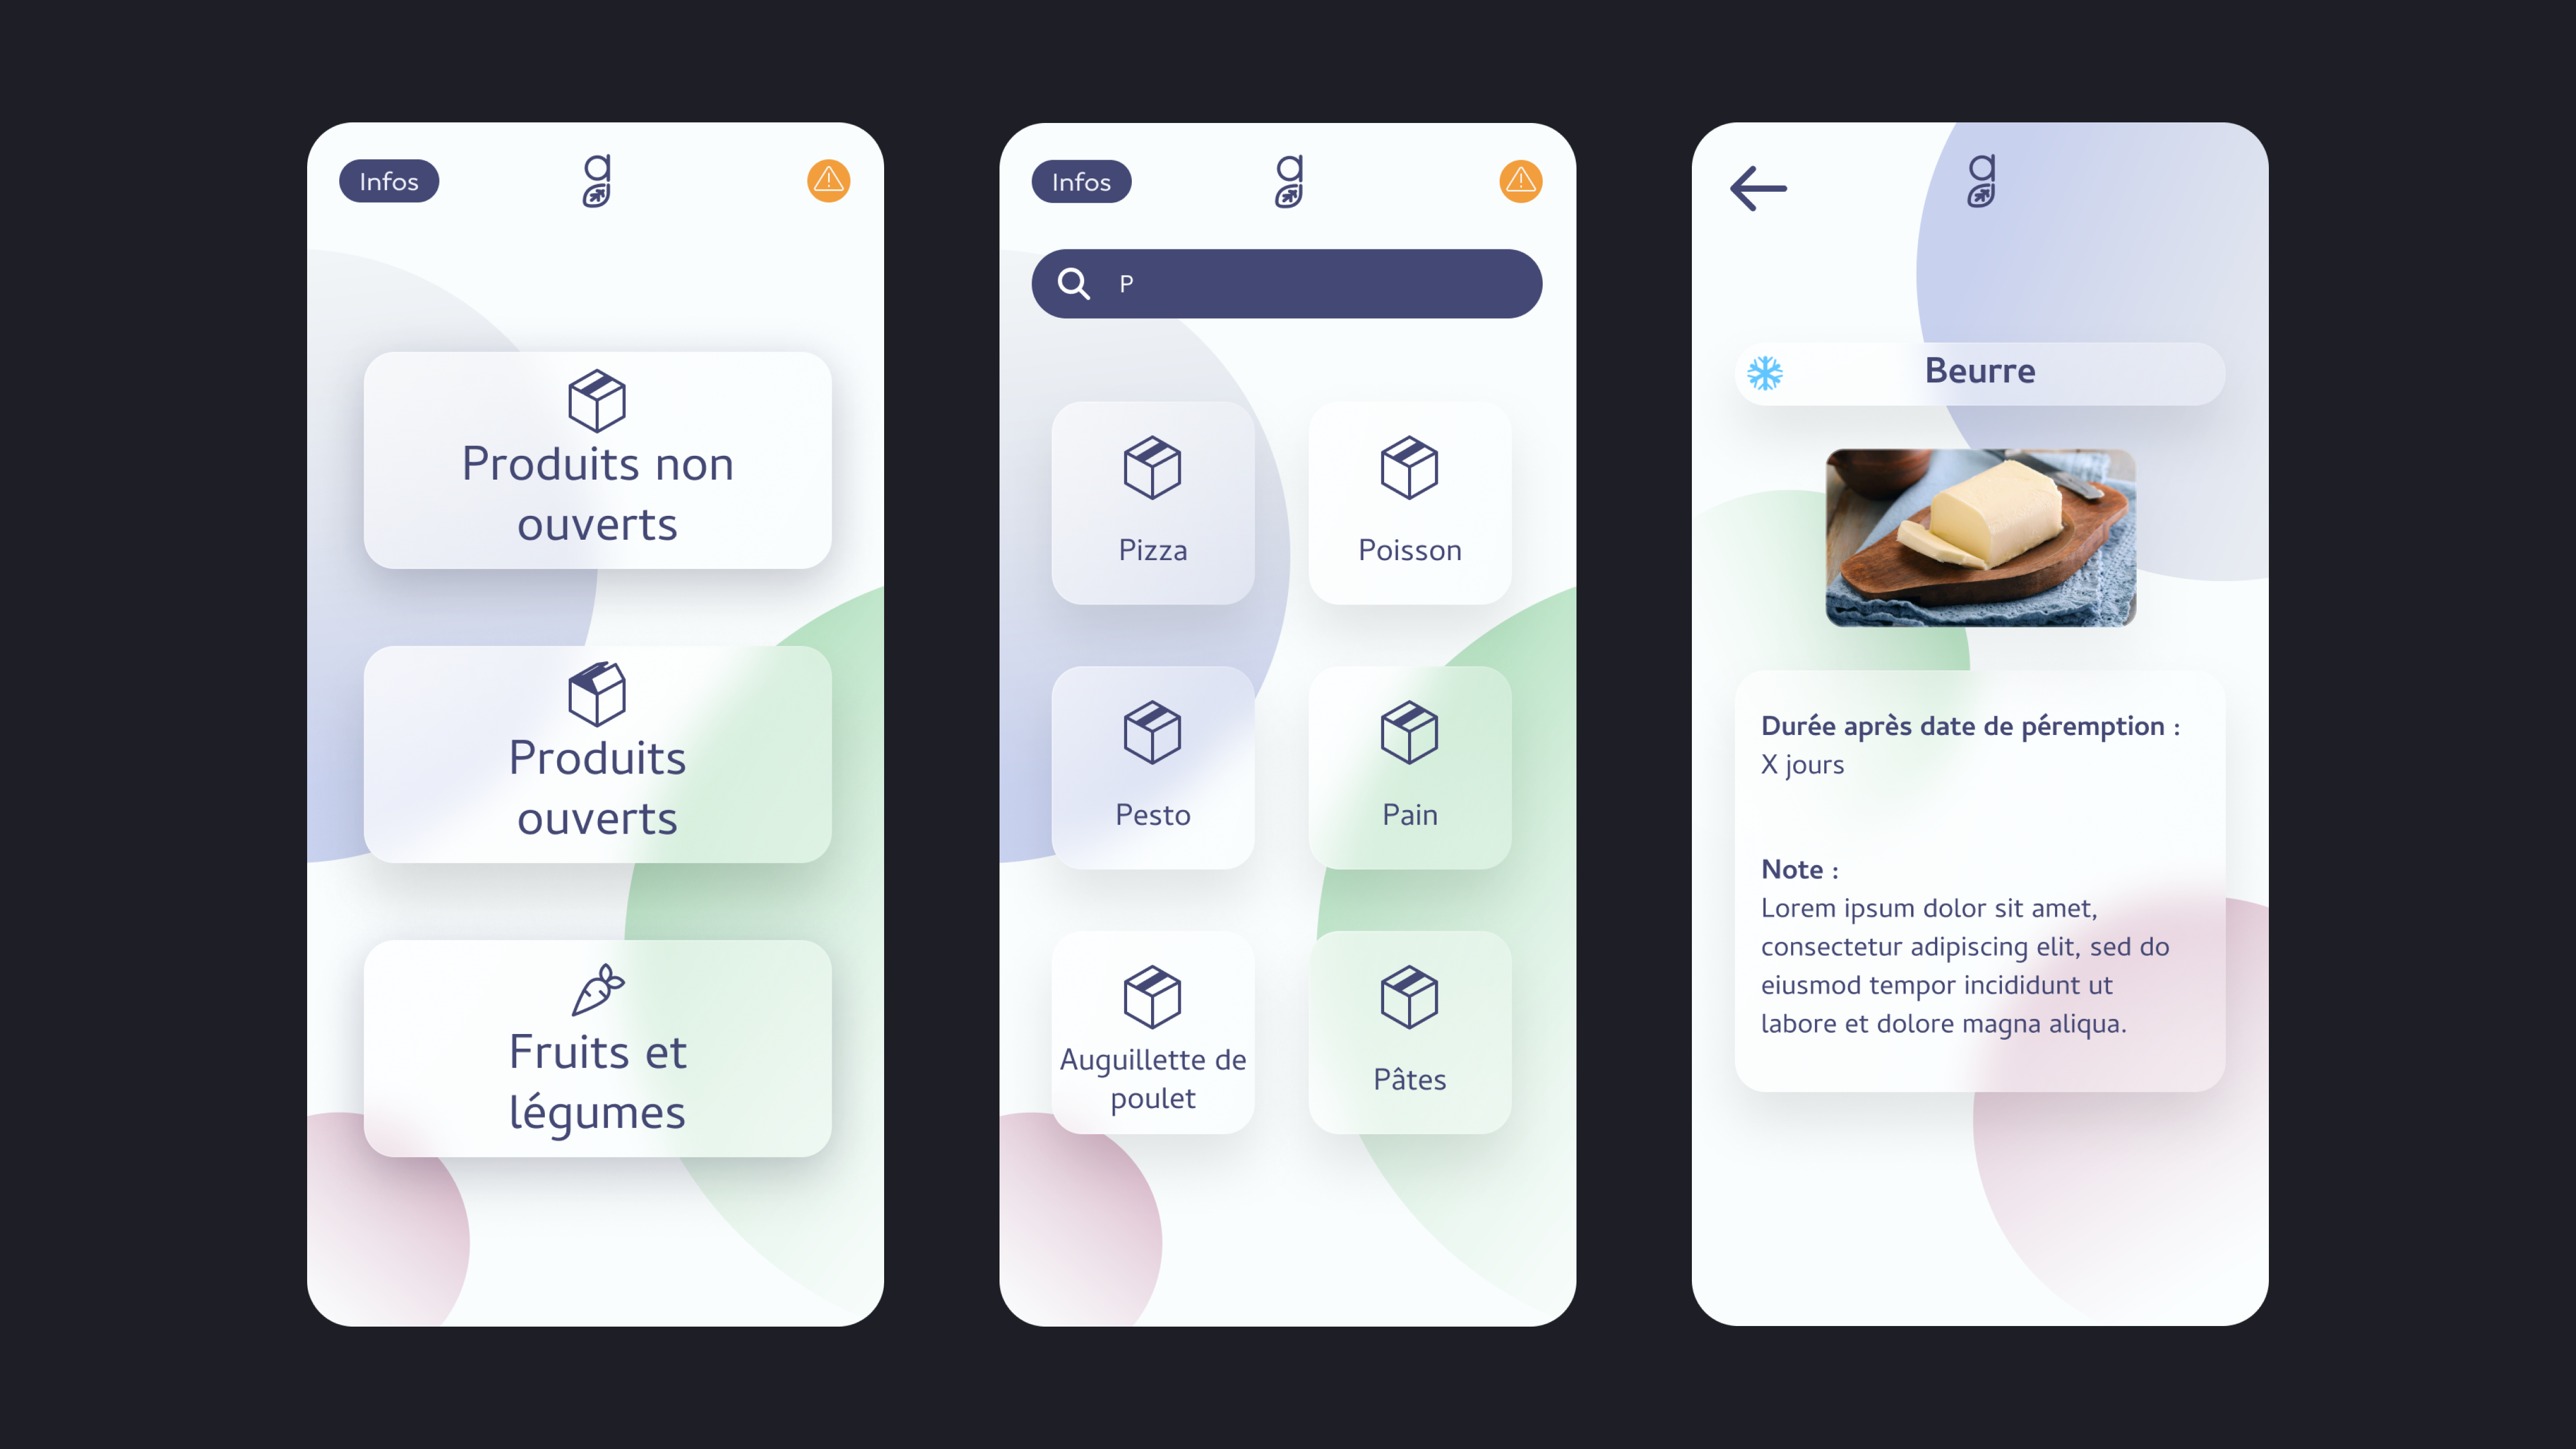 Infos
Produits non
ouverts
Produits
ouverts
Fruits et
légumes
Infos
P
Pizza
Poisson
Pesto
Pain
Auguillette de
poulet
Pâtes
Beurre
Durée après date de péremption :
X jours
Note :
Lorem ipsum dolor sit amet,
consectetur adipiscing elit, sed do
eiusmod tempor incididunt ut
labore et dolore magna aliqua.